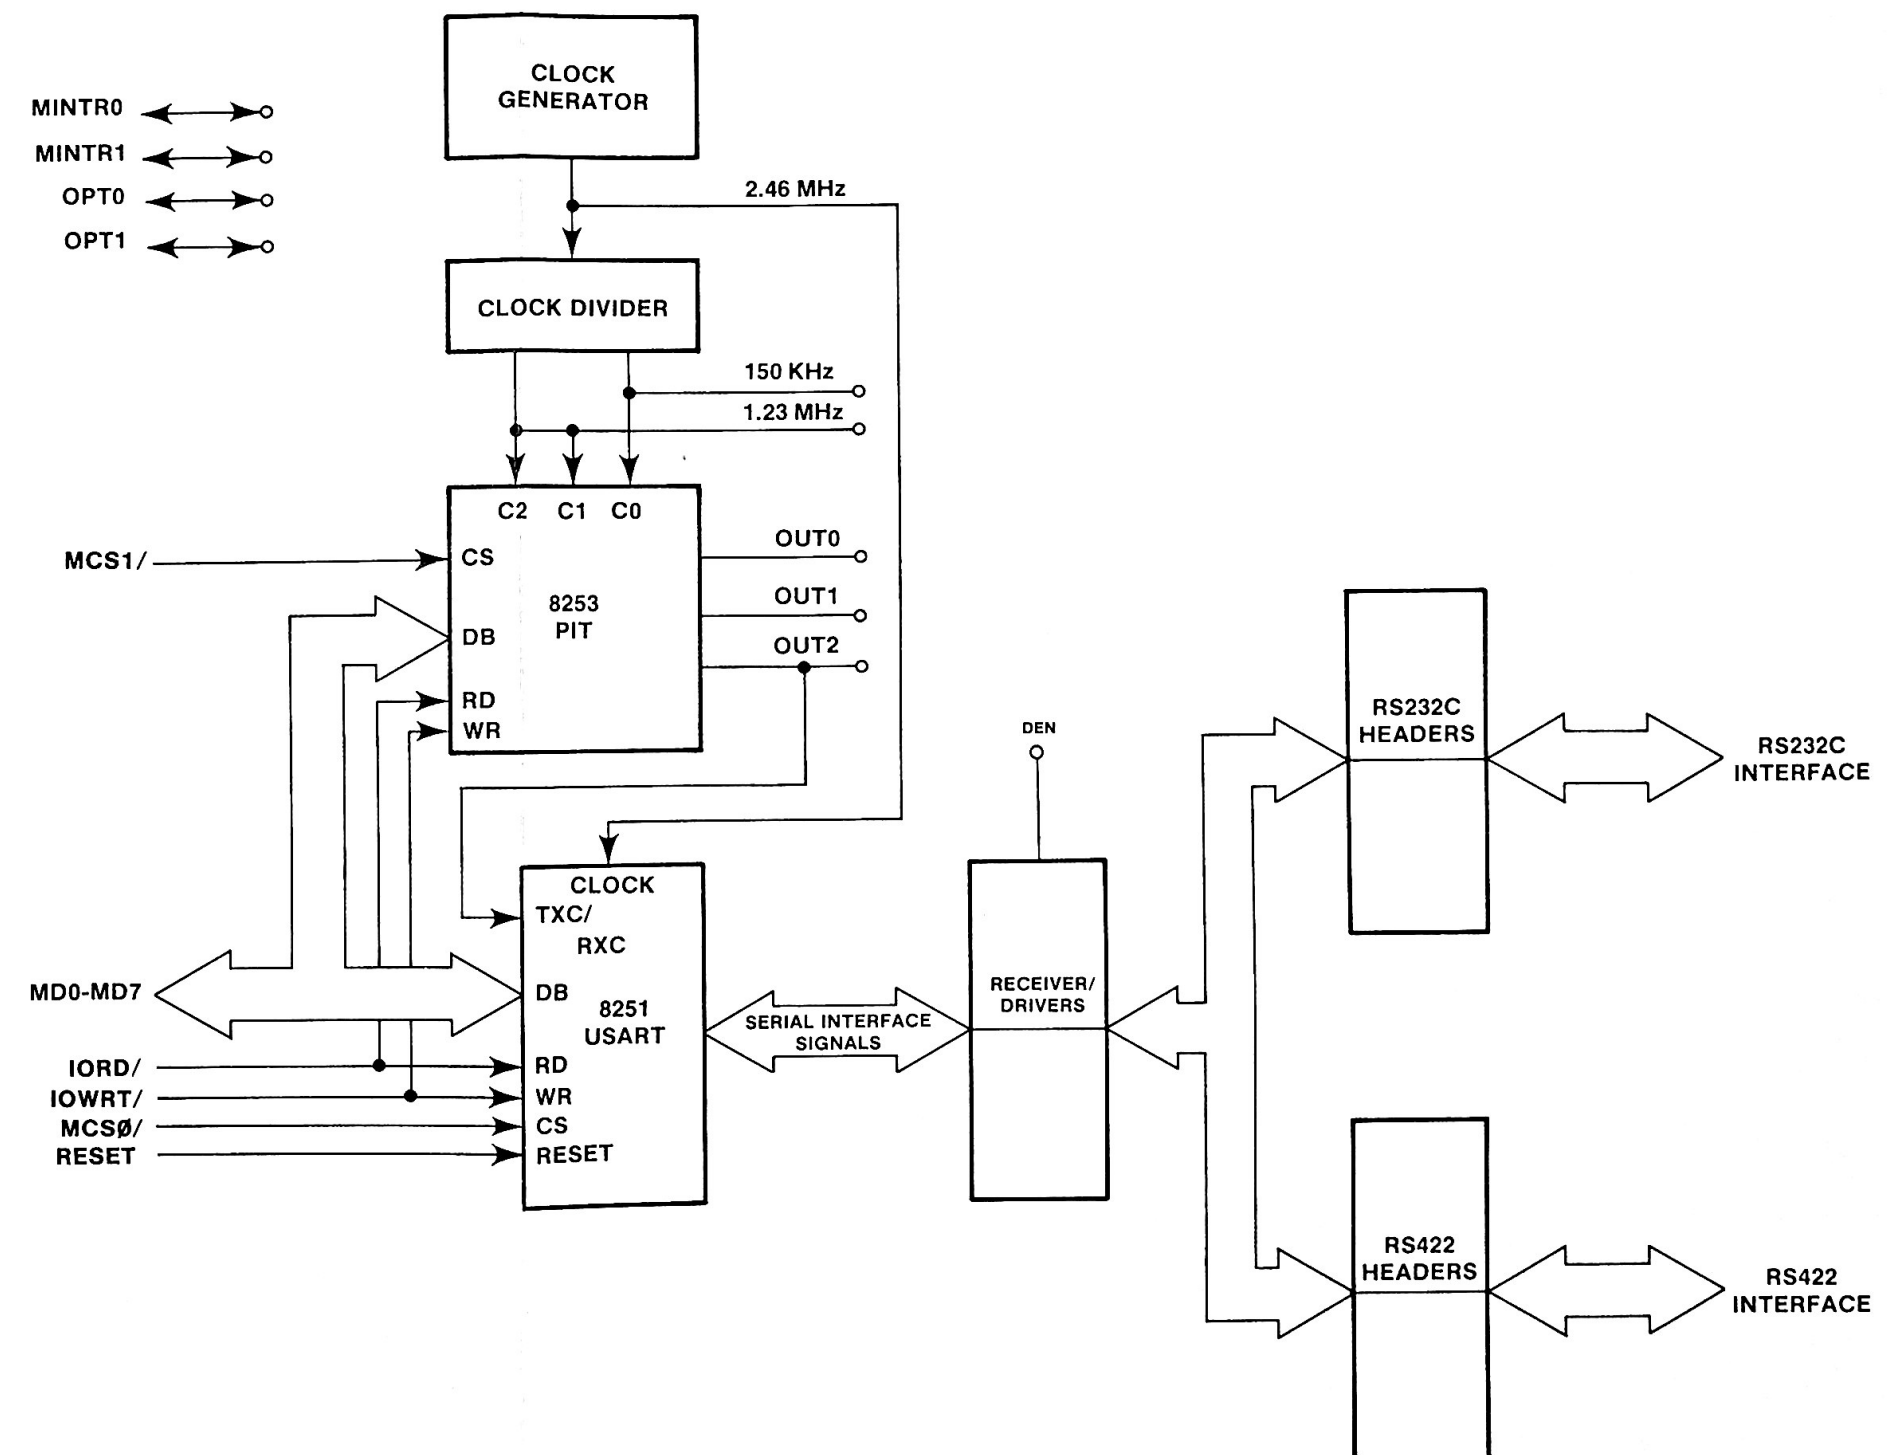 CLOCK
GENERATOR
MINTR0
MINTR1
OPT0
OPT1
2.46 MHz
CLOCK DIVIDER
150 KHz
1.23 MHz
C2 C1 C0
MCS1/
CS
8253
PIT
DB
RD
WR
OUT0
OUT1
OUT2
DEN
CLOCK
TXC/
RXC
MD0-MD7
DB
8251
USART
IORD/
RD
IOWRT/
WR
MCSØ/
CS
RESET
RESET
SERIAL INTERFACE
SIGNALS
RECEIVER/
DRIVERS
RS232C
HEADERS
RS232C
INTERFACE
RS422
HEADERS
RS422
INTERFACE